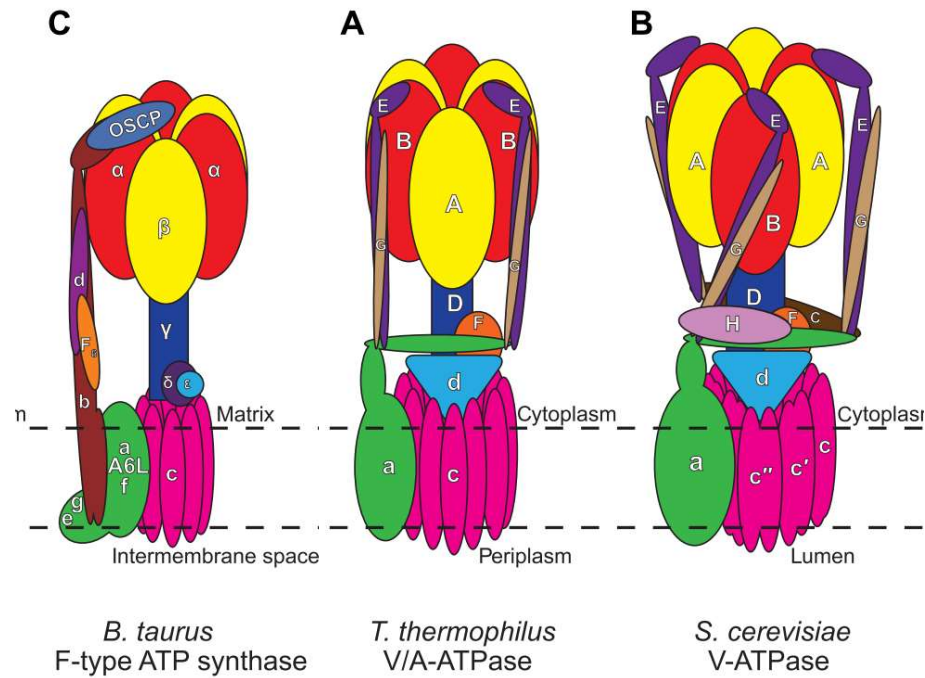 C
A
B
OSCP
α
α
β
d
F₆
γ
b
δ
ε
a
A6L
f
g
e
c
m
Matrix
Intermembrane space
E
E
B
B
A
G
G
D
F
d
a
c
Cytoplasm
Periplasm
E
E
A
A
B
G
G
D
H
F
C
d
a
c''
c'
c
Cytoplasm
Lumen
B. taurus
F-type ATP synthase
T. thermophilus
V/A-ATPase
S. cerevisiae
V-ATPase